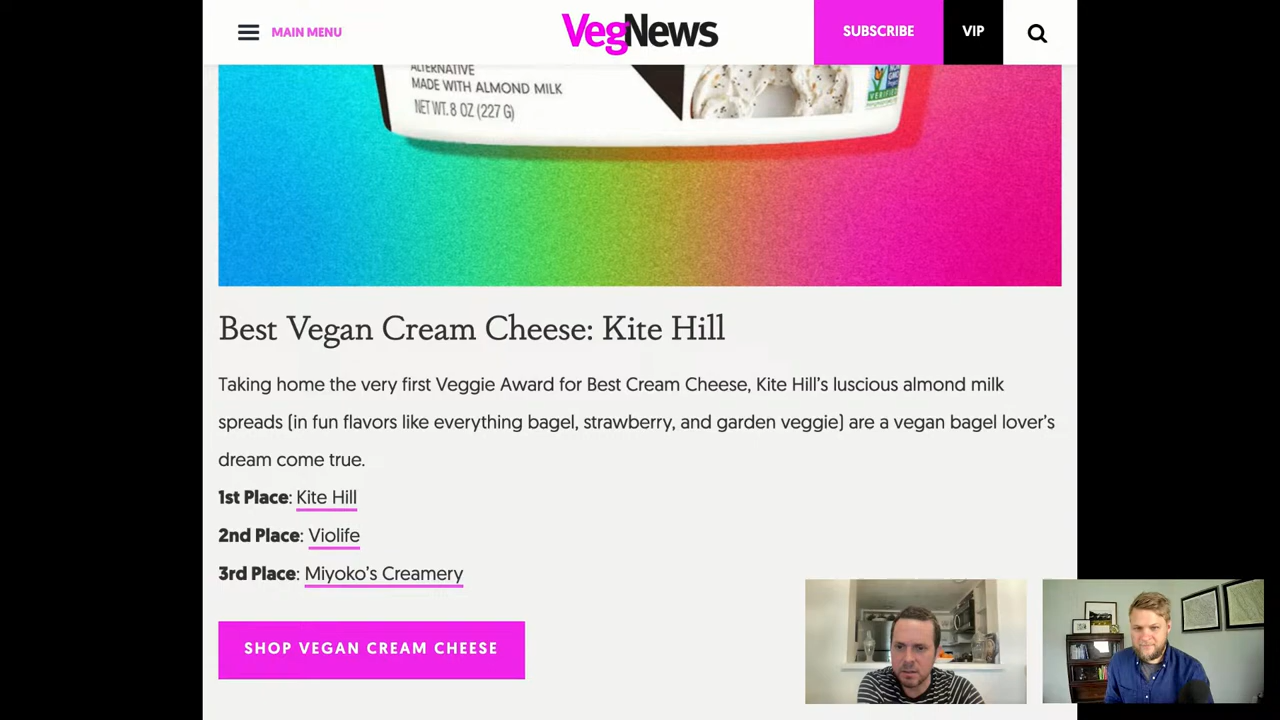 MAIN MENU
VegNews
SUBSCRIBE
VIP
ALTERNATIVE
MADE WITH ALMOND MILK
NET WT. 8 OZ (227 G)
VERIFIED
Best Vegan Cream Cheese: Kite Hill
Taking home the very first Veggie Award for Best Cream Cheese, Kite Hill’s luscious almond milk
spreads (in fun flavors like everything bagel, strawberry, and garden veggie) are a vegan bagel lover’s
dream come true.
1st Place: Kite Hill
2nd Place: Violife
3rd Place: Miyoko’s Creamery
SHOP VEGAN CREAM CHEESE